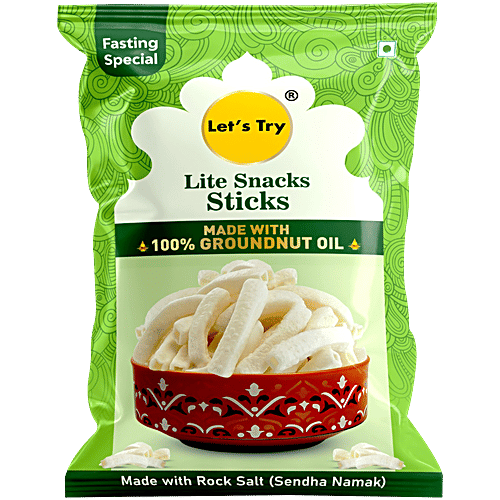 Fasting
Special
Let's Try
®
Lite Snacks
Sticks
MADE WITH
100% GROUNDNUT OIL
Made with Rock Salt (Sendha Namak)